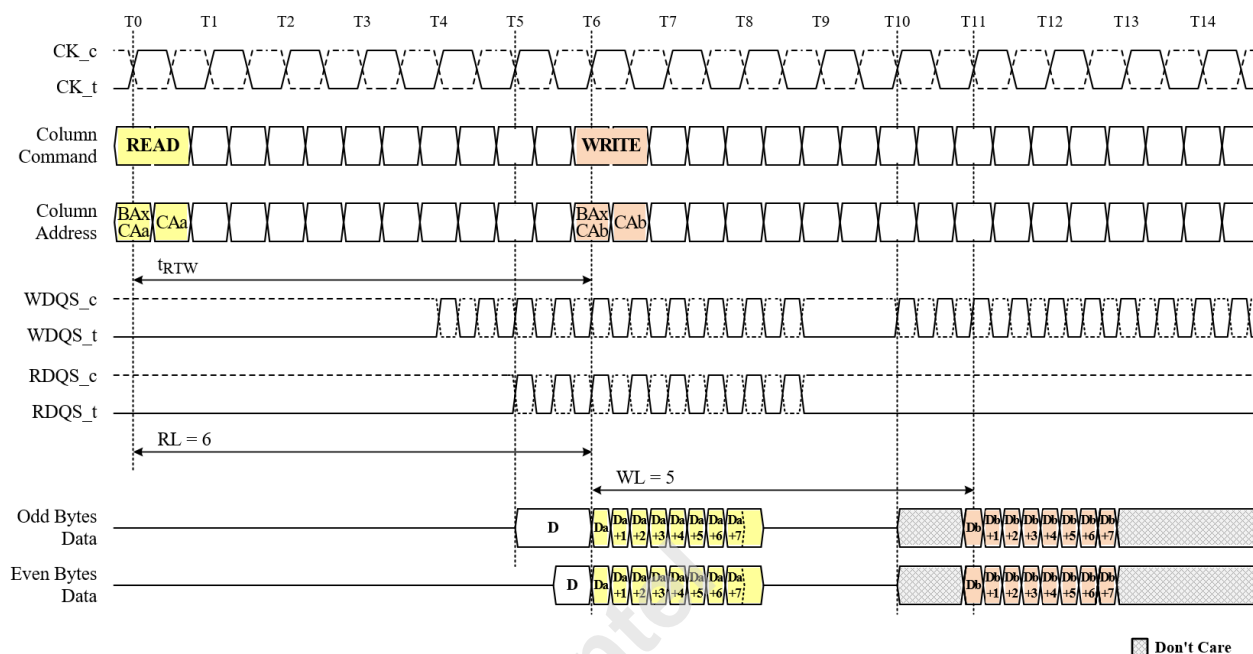 T0 T1 T2 T3 T4 T5 T6 T7 T8 T9 T10 T11 T12 T13 T14
CK_c
CK_t
Column
Command
READ WRITE
Column
Address
BAx
CAa
CAa
BAx
CAb
CAb
tRTW
WDQS_c
WDQS_t
RDQS_c
RDQS_t
RL = 6
WL = 5
Odd Bytes
Data
D Da Da+1 Da+2 Da+3 Da+4 Da+5 Da+6 Da+7 Db Db+1 Db+2 Db+3 Db+4 Db+5 Db+6 Db+7
Even Bytes
Data
D Da Da+1 Da+2 Da+3 Da+4 Da+5 Da+6 Da+7 Db Db+1 Db+2 Db+3 Db+4 Db+5 Db+6 Db+7
Don't Care